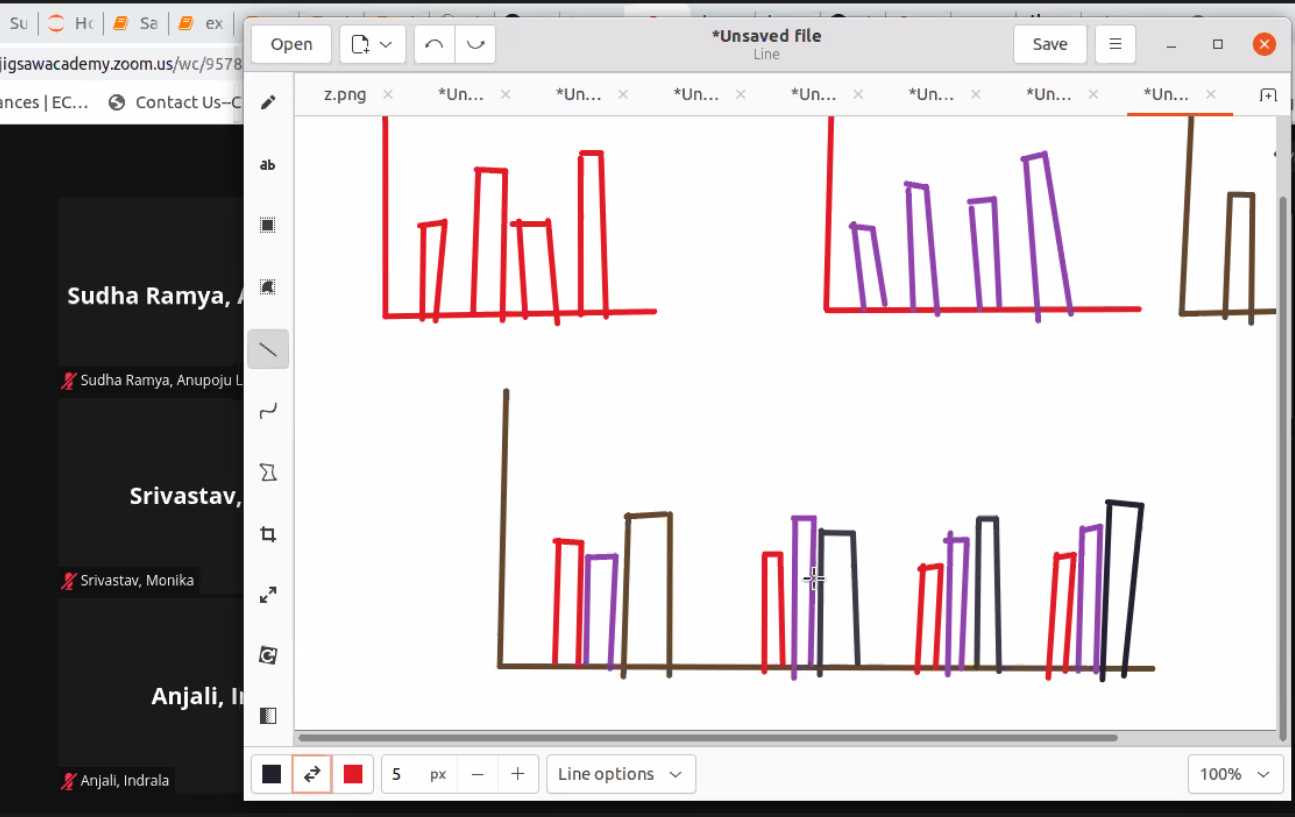 Su
Ho
Sa
ex
jigsawacademy.zoom.us/wc/9578
ances | EC...
Contact Us--C
Open
*Unsaved file
Line
Save
z.png
*Un...
*Un...
*Un...
*Un...
*Un...
*Un...
*Un...
ab
Sudha Ramya, A
Sudha Ramya, Anupoju L
Srivastav,
Srivastav, Monika
Anjali, I
Anjali, Indrala
5
px
Line options
100%